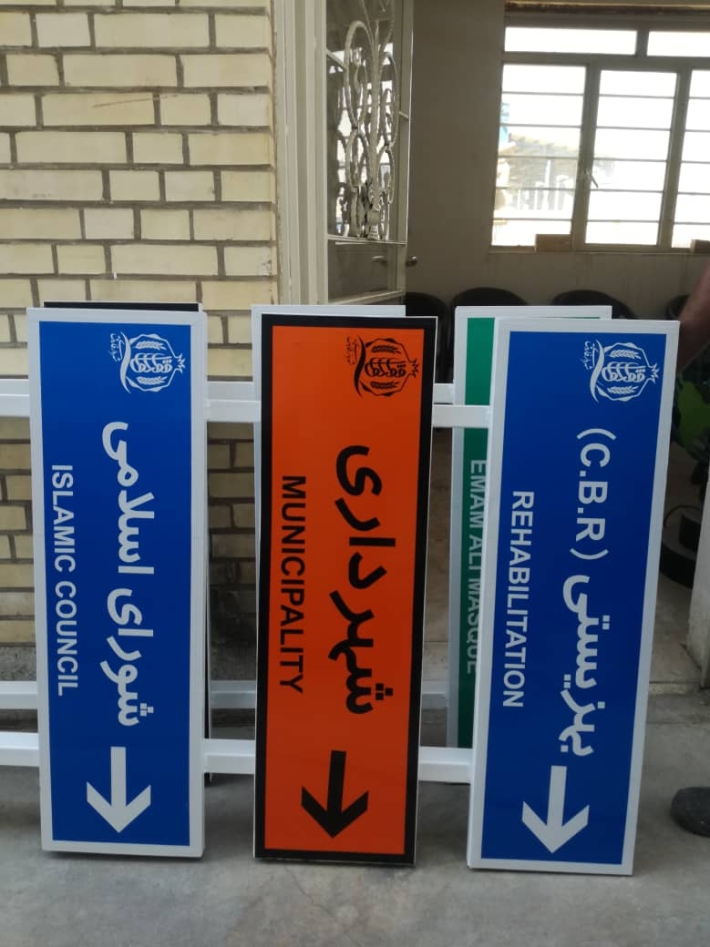 شورای اسلامی
ISLAMIC COUNCIL
شهرداری
MUNICIPALITY
EMAM ALI MASQUE
بهزیستی (C.B.R)
REHABILITATION